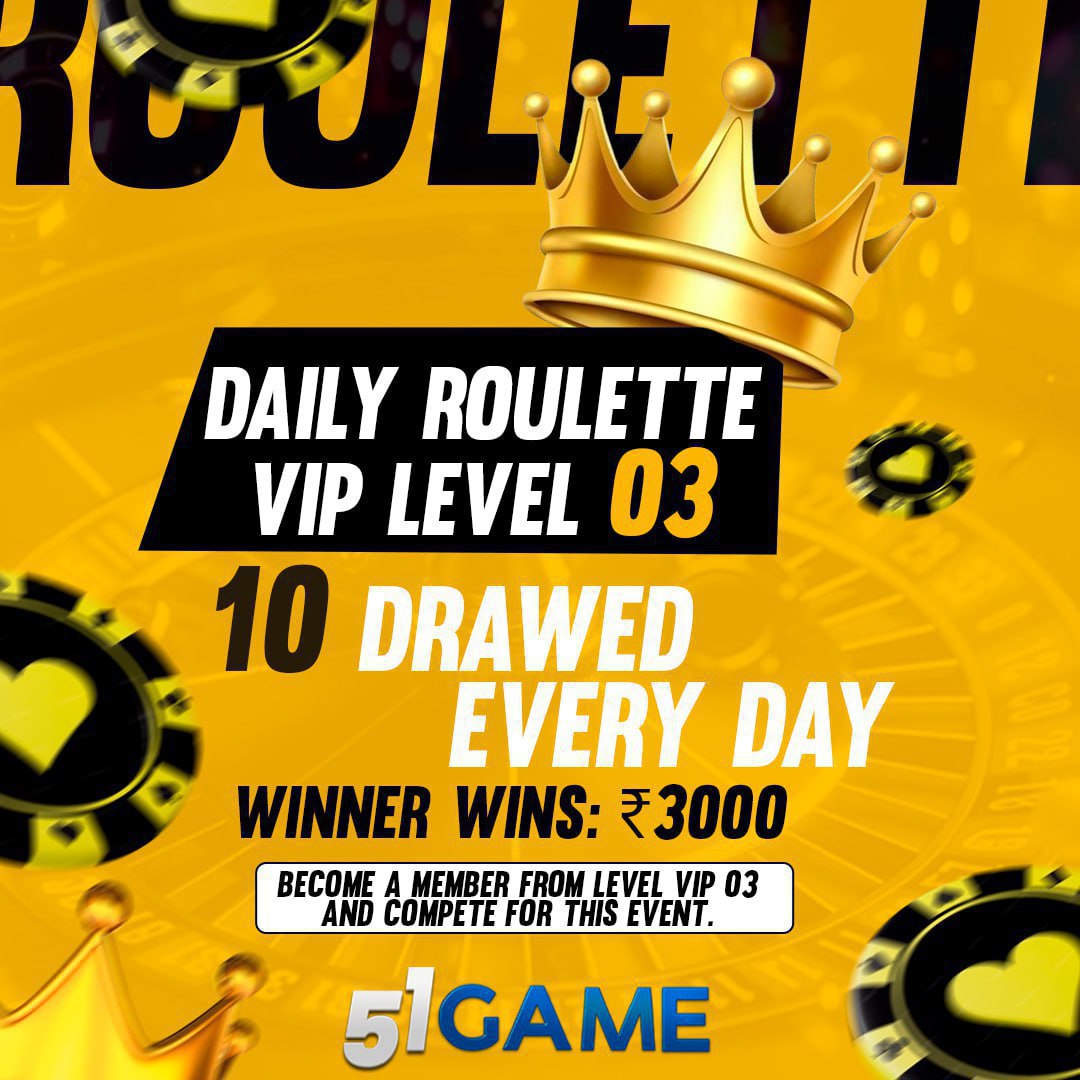 ROULETTE
DAILY ROULETTE
VIP LEVEL 03
10 DRAWED
EVERY DAY
WINNER WINS: ₹3000
BECOME A MEMBER FROM LEVEL VIP 03
AND COMPETE FOR THIS EVENT.
51GAME